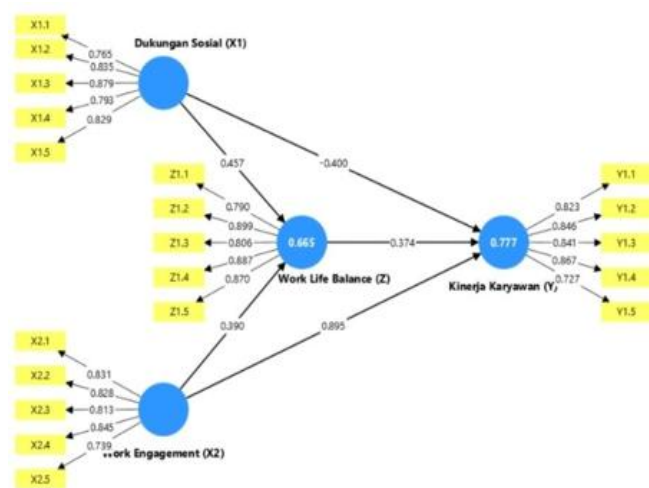 X1.1
X1.2
X1.3
X1.4
X1.5
0.765
0.835
0.879
0.793
0.829
Dukungan Sosial (X1)
0.457
-0.400
Z1.1
Z1.2
Z1.3
Z1.4
Z1.5
0.790
0.899
0.806
0.887
0.870
0.665
Work Life Balance (Z)
0.374
0.777
Kinerja Karyawan (Y)
0.823
0.846
0.841
0.867
0.727
Y1.1
Y1.2
Y1.3
Y1.4
Y1.5
0.390
0.895
X2.1
X2.2
X2.3
X2.4
X2.5
0.831
0.828
0.813
0.845
0.739
Work Engagement (X2)